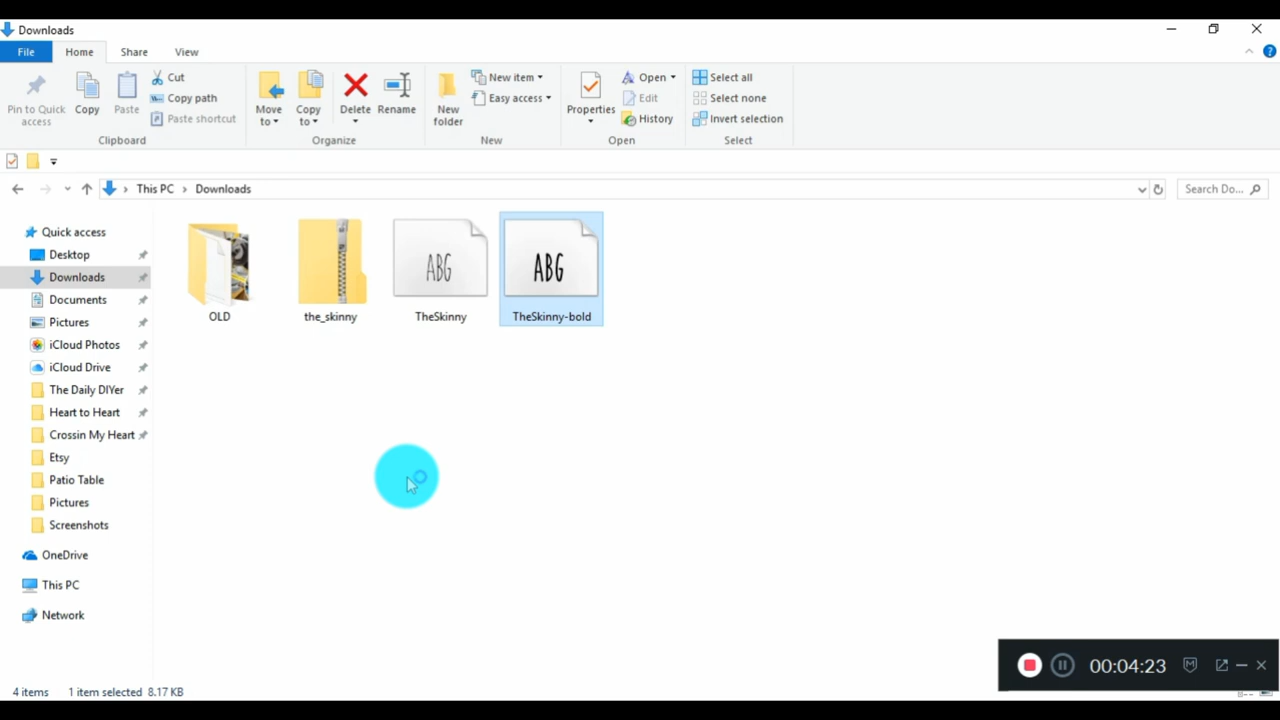 Downloads
File Home Share View
Pin to Quick access
Copy
Paste
Cut
Copy path
Paste shortcut
Clipboard
Move to
Copy to
Delete
Rename
Organize
New folder
New item
Easy access
New
Properties
Open
Edit
History
Open
Select all
Select none
Invert selection
Select
This PC > Downloads
Search Do...
Quick access
Desktop
Downloads
Documents
Pictures
iCloud Photos
iCloud Drive
The Daily DIYer
Heart to Heart
Crossin My Heart
Etsy
Patio Table
Pictures
Screenshots
OneDrive
This PC
Network
ABG
ABG
OLD
the_skinny
TheSkinny
TheSkinny-bold
00:04:23
4 items 1 item selected 8.17 KB